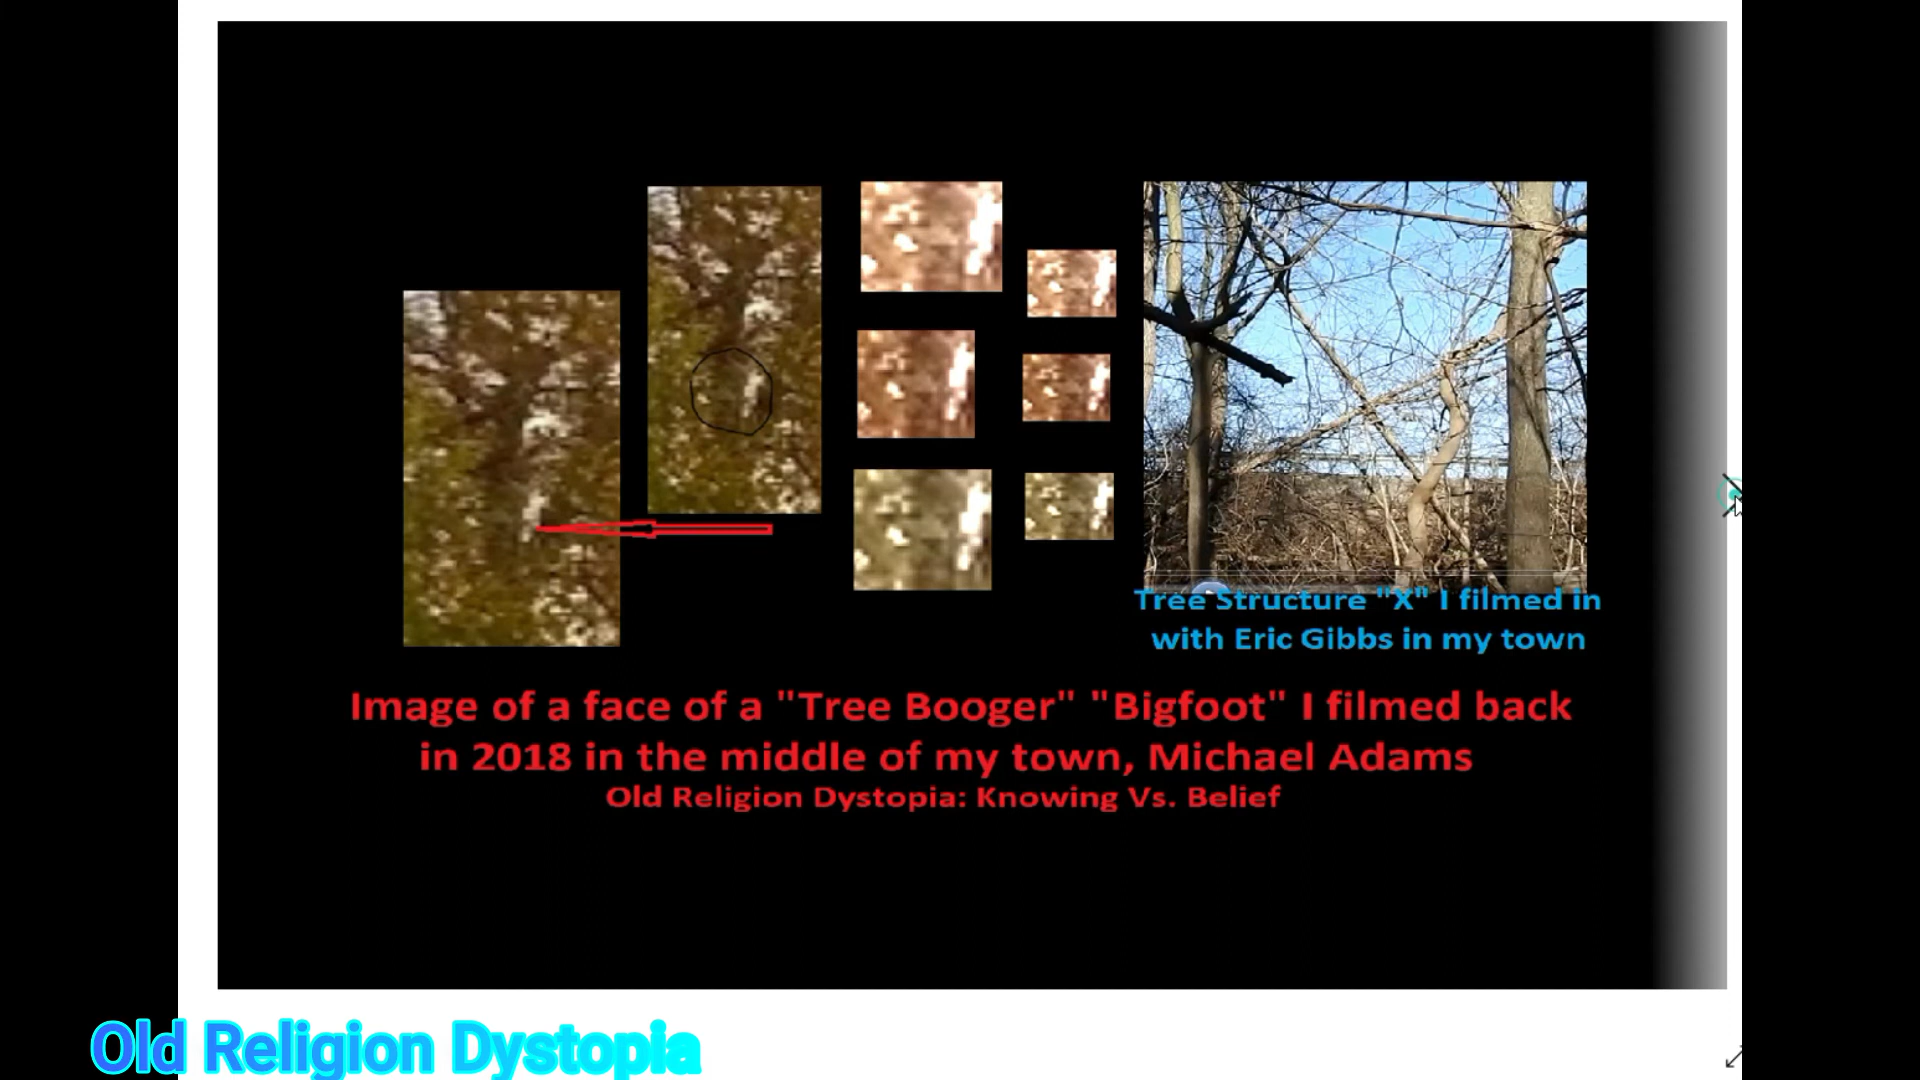 Tree Structure "X" I filmed in
with Eric Gibbs in my town
Image of a face of a "Tree Booger" "Bigfoot" I filmed back
in 2018 in the middle of my town, Michael Adams
Old Religion Dystopia: Knowing Vs. Belief
Old Religion Dystopia